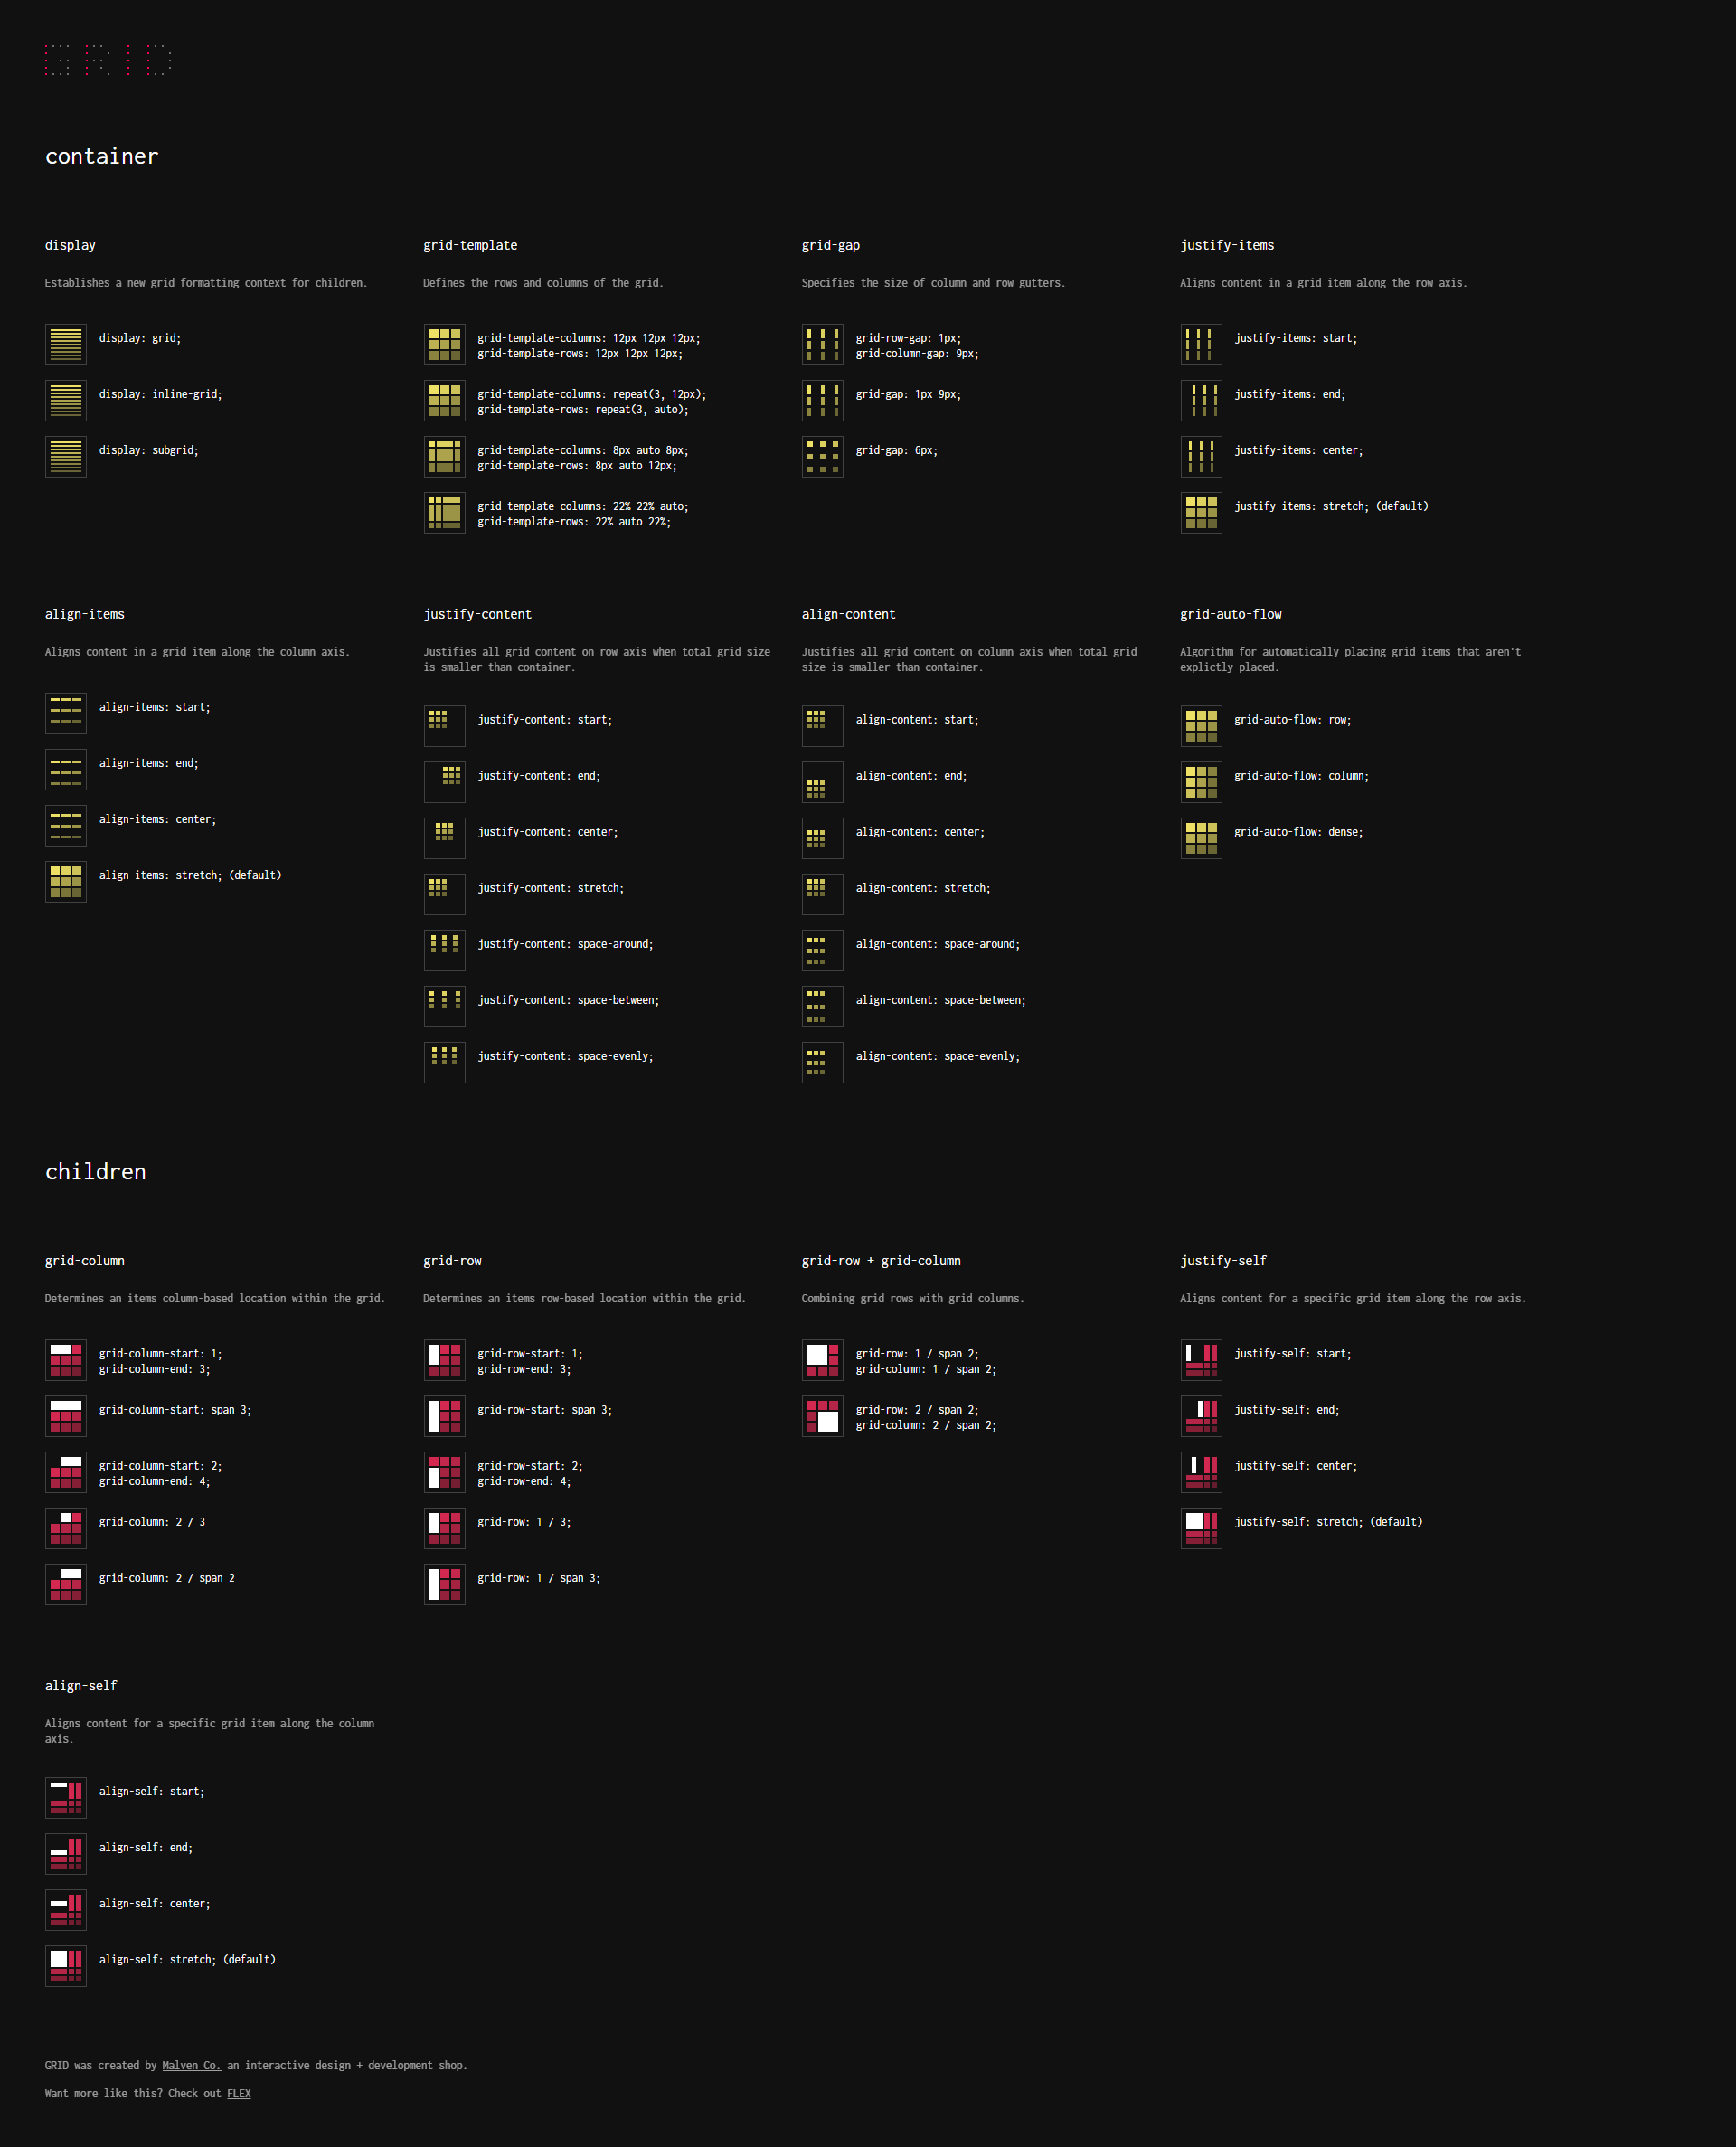 GRID
container
display
Establishes a new grid formatting context for children.
display: grid;
display: inline-grid;
display: subgrid;
grid-template
Defines the rows and columns of the grid.
grid-template-columns: 12px 12px 12px;
grid-template-rows: 12px 12px 12px;
grid-template-columns: repeat(3, 12px);
grid-template-rows: repeat(3, auto);
grid-template-columns: 8px auto 8px;
grid-template-rows: 8px auto 12px;
grid-template-columns: 22% 22% auto;
grid-template-rows: 22% auto 22%;
grid-gap
Specifies the size of column and row gutters.
grid-row-gap: 1px;
grid-column-gap: 9px;
grid-gap: 1px 9px;
grid-gap: 6px;
justify-items
Aligns content in a grid item along the row axis.
justify-items: start;
justify-items: end;
justify-items: center;
justify-items: stretch; (default)
align-items
Aligns content in a grid item along the column axis.
align-items: start;
align-items: end;
align-items: center;
align-items: stretch; (default)
justify-content
Justifies all grid content on row axis when total grid size
is smaller than container.
justify-content: start;
justify-content: end;
justify-content: center;
justify-content: stretch;
justify-content: space-around;
justify-content: space-between;
justify-content: space-evenly;
align-content
Justifies all grid content on column axis when total grid
size is smaller than container.
align-content: start;
align-content: end;
align-content: center;
align-content: stretch;
align-content: space-around;
align-content: space-between;
align-content: space-evenly;
grid-auto-flow
Algorithm for automatically placing grid items that aren't
explictly placed.
grid-auto-flow: row;
grid-auto-flow: column;
grid-auto-flow: dense;
children
grid-column
Determines an items column-based location within the grid.
grid-column-start: 1;
grid-column-end: 3;
grid-column-start: span 3;
grid-column-start: 2;
grid-column-end: 4;
grid-column: 2 / 3
grid-column: 2 / span 2
grid-row
Determines an items row-based location within the grid.
grid-row-start: 1;
grid-row-end: 3;
grid-row-start: span 3;
grid-row-start: 2;
grid-row-end: 4;
grid-row: 1 / 3;
grid-row: 1 / span 3;
grid-row + grid-column
Combining grid rows with grid columns.
grid-row: 1 / span 2;
grid-column: 1 / span 2;
grid-row: 2 / span 2;
grid-column: 2 / span 2;
justify-self
Aligns content for a specific grid item along the row axis.
justify-self: start;
justify-self: end;
justify-self: center;
justify-self: stretch; (default)
align-self
Aligns content for a specific grid item along the column
axis.
align-self: start;
align-self: end;
align-self: center;
align-self: stretch; (default)
GRID was created by Malven Co. an interactive design + development shop.
Want more like this? Check out FLEX